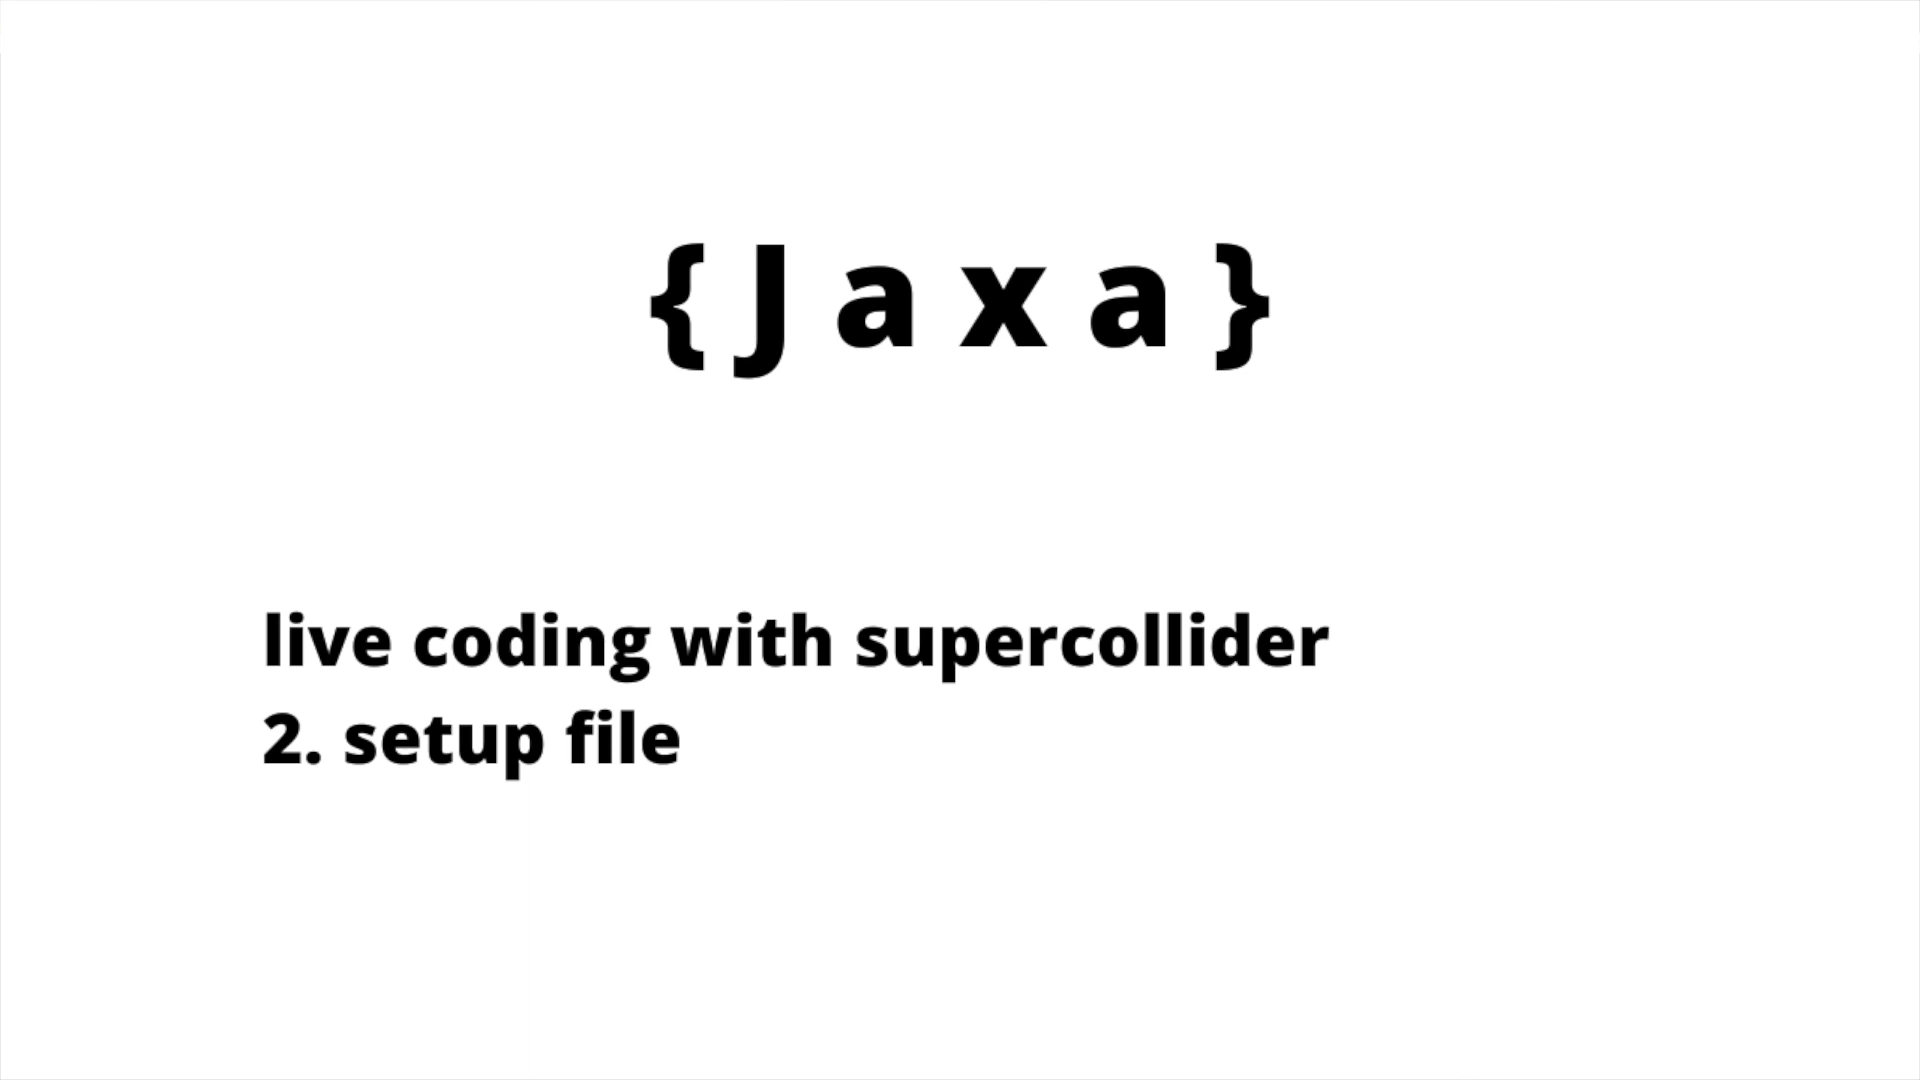 { J a x a }
live coding with supercollider
2. setup file